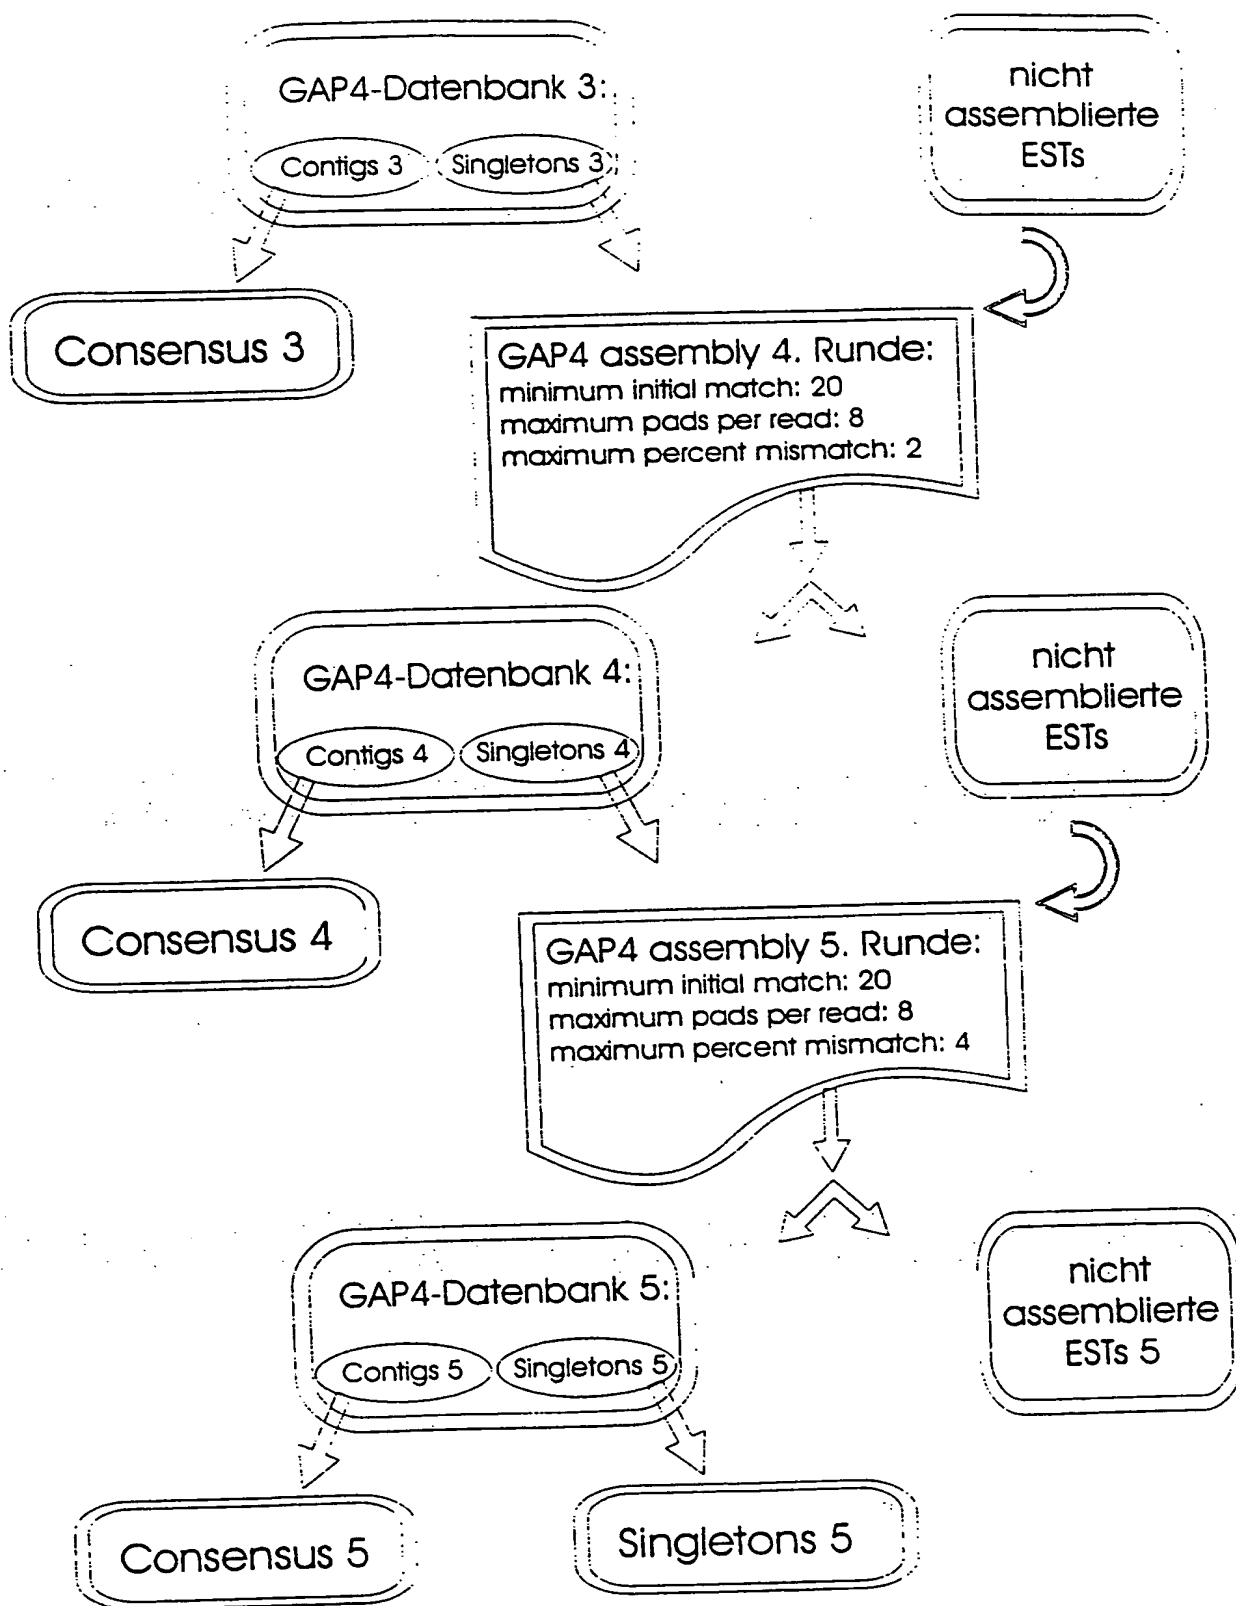 GAP4-Datenbank 3:
Contigs 3
Singletons 3
nicht
assemblierte
ESTs
Consensus 3
GAP4 assembly 4. Runde:
minimum initial match: 20
maximum pads per read: 8
maximum percent mismatch: 2
GAP4-Datenbank 4:
Contigs 4
Singletons 4
nicht
assemblierte
ESTs
Consensus 4
GAP4 assembly 5. Runde:
minimum initial match: 20
maximum pads per read: 8
maximum percent mismatch: 4
GAP4-Datenbank 5:
Contigs 5
Singletons 5
nicht
assemblierte
ESTs 5
Consensus 5
Singletons 5